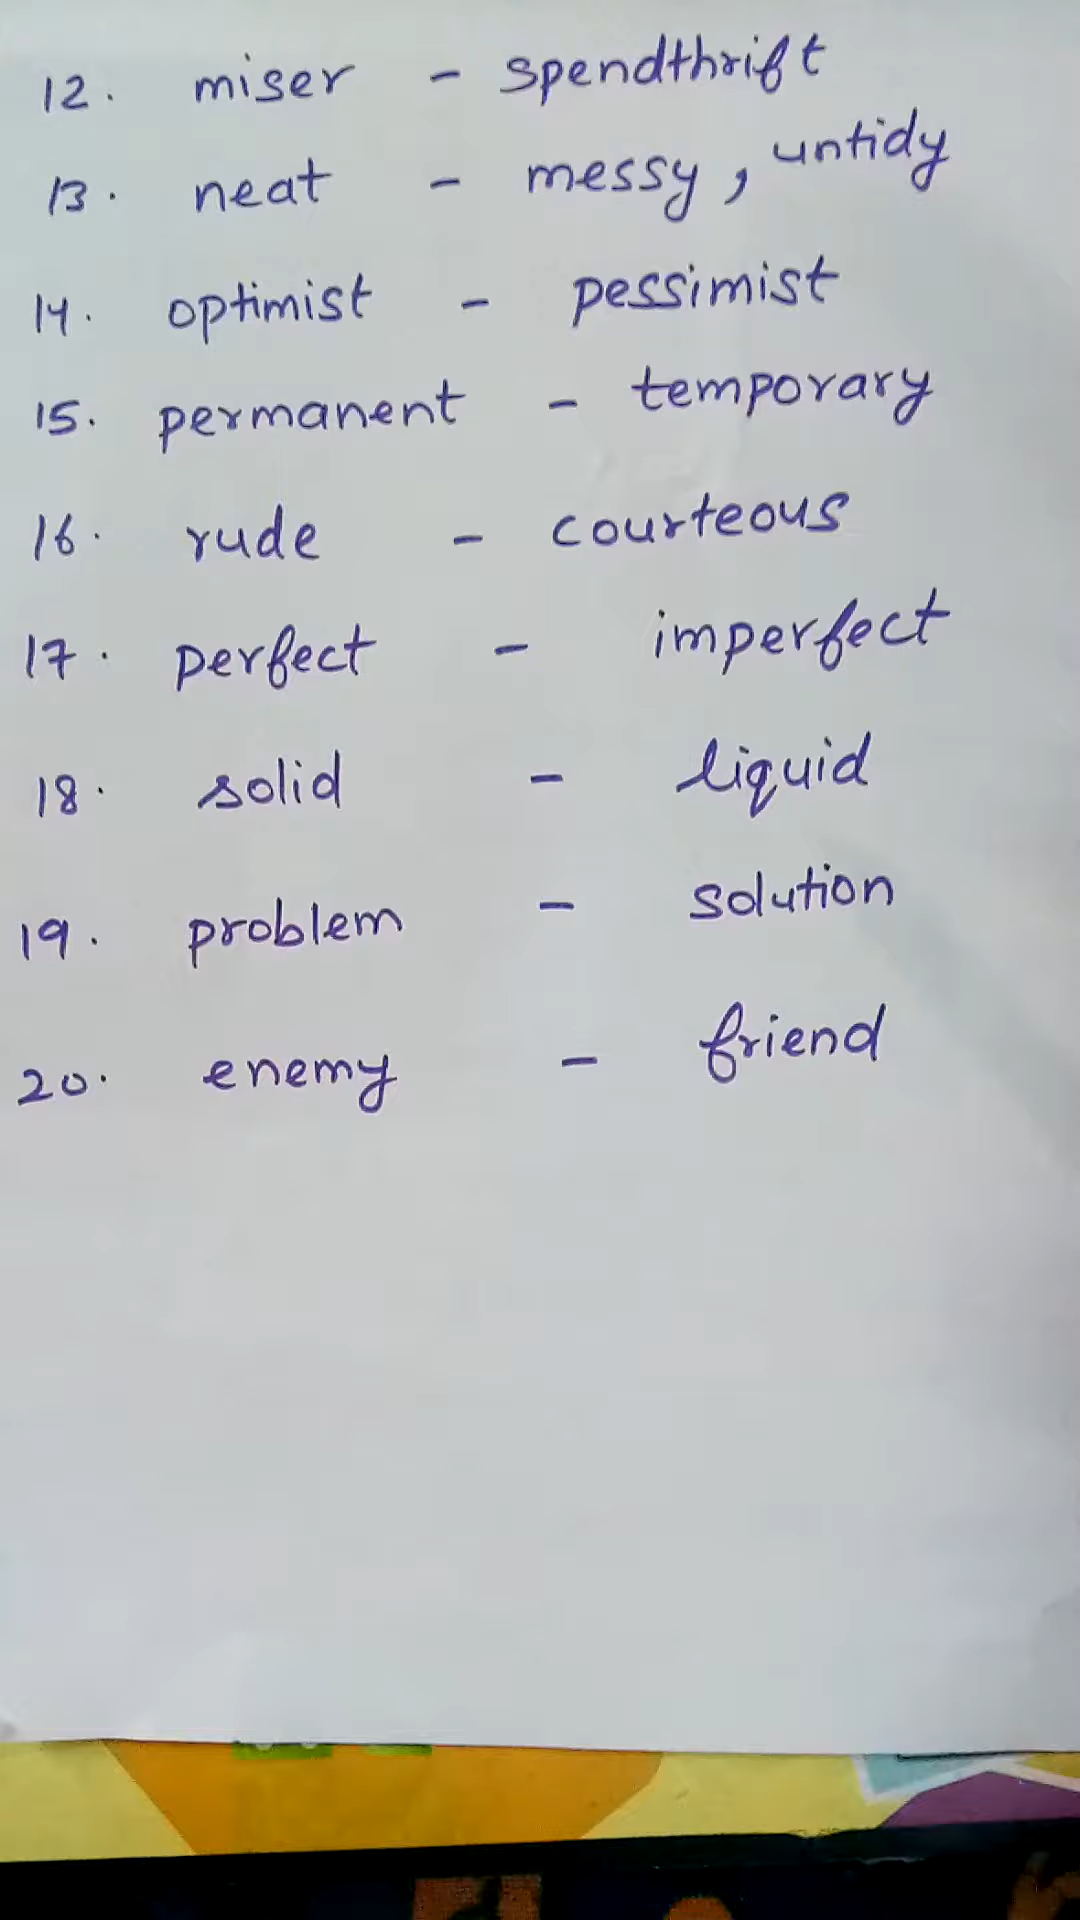 12. miser - spendthrift
13. neat - messy, untidy
14. optimist - pessimist
15. permanent - temporary
16. rude - courteous
17. perfect - imperfect
18. solid - liquid
19. problem - solution
20. enemy - friend